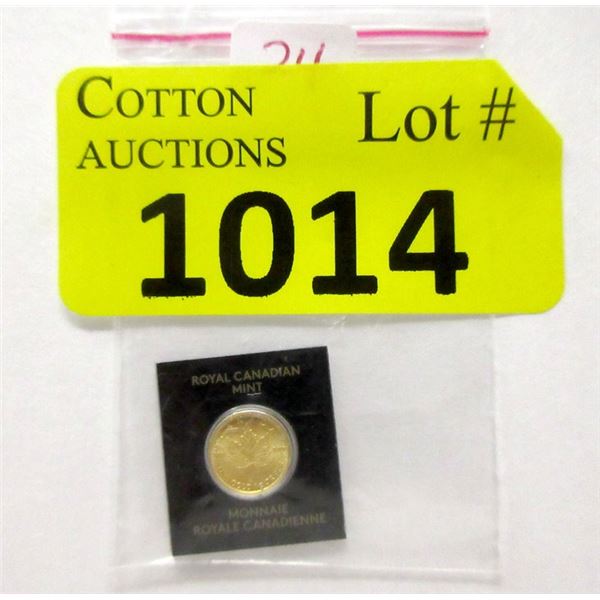 COTTON
AUCTIONS
Lot #
1014
ROYAL CANADIAN
MINT
MONNAIE
ROYALE CANADIENNE